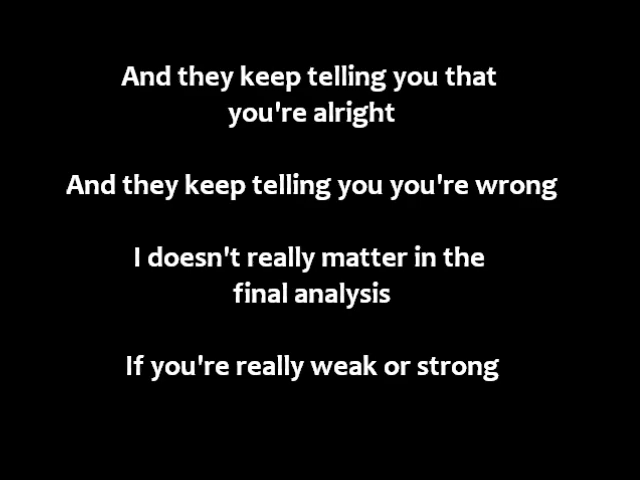 And they keep telling you that
you're alright
And they keep telling you you're wrong
I doesn't really matter in the
final analysis
If you're really weak or strong